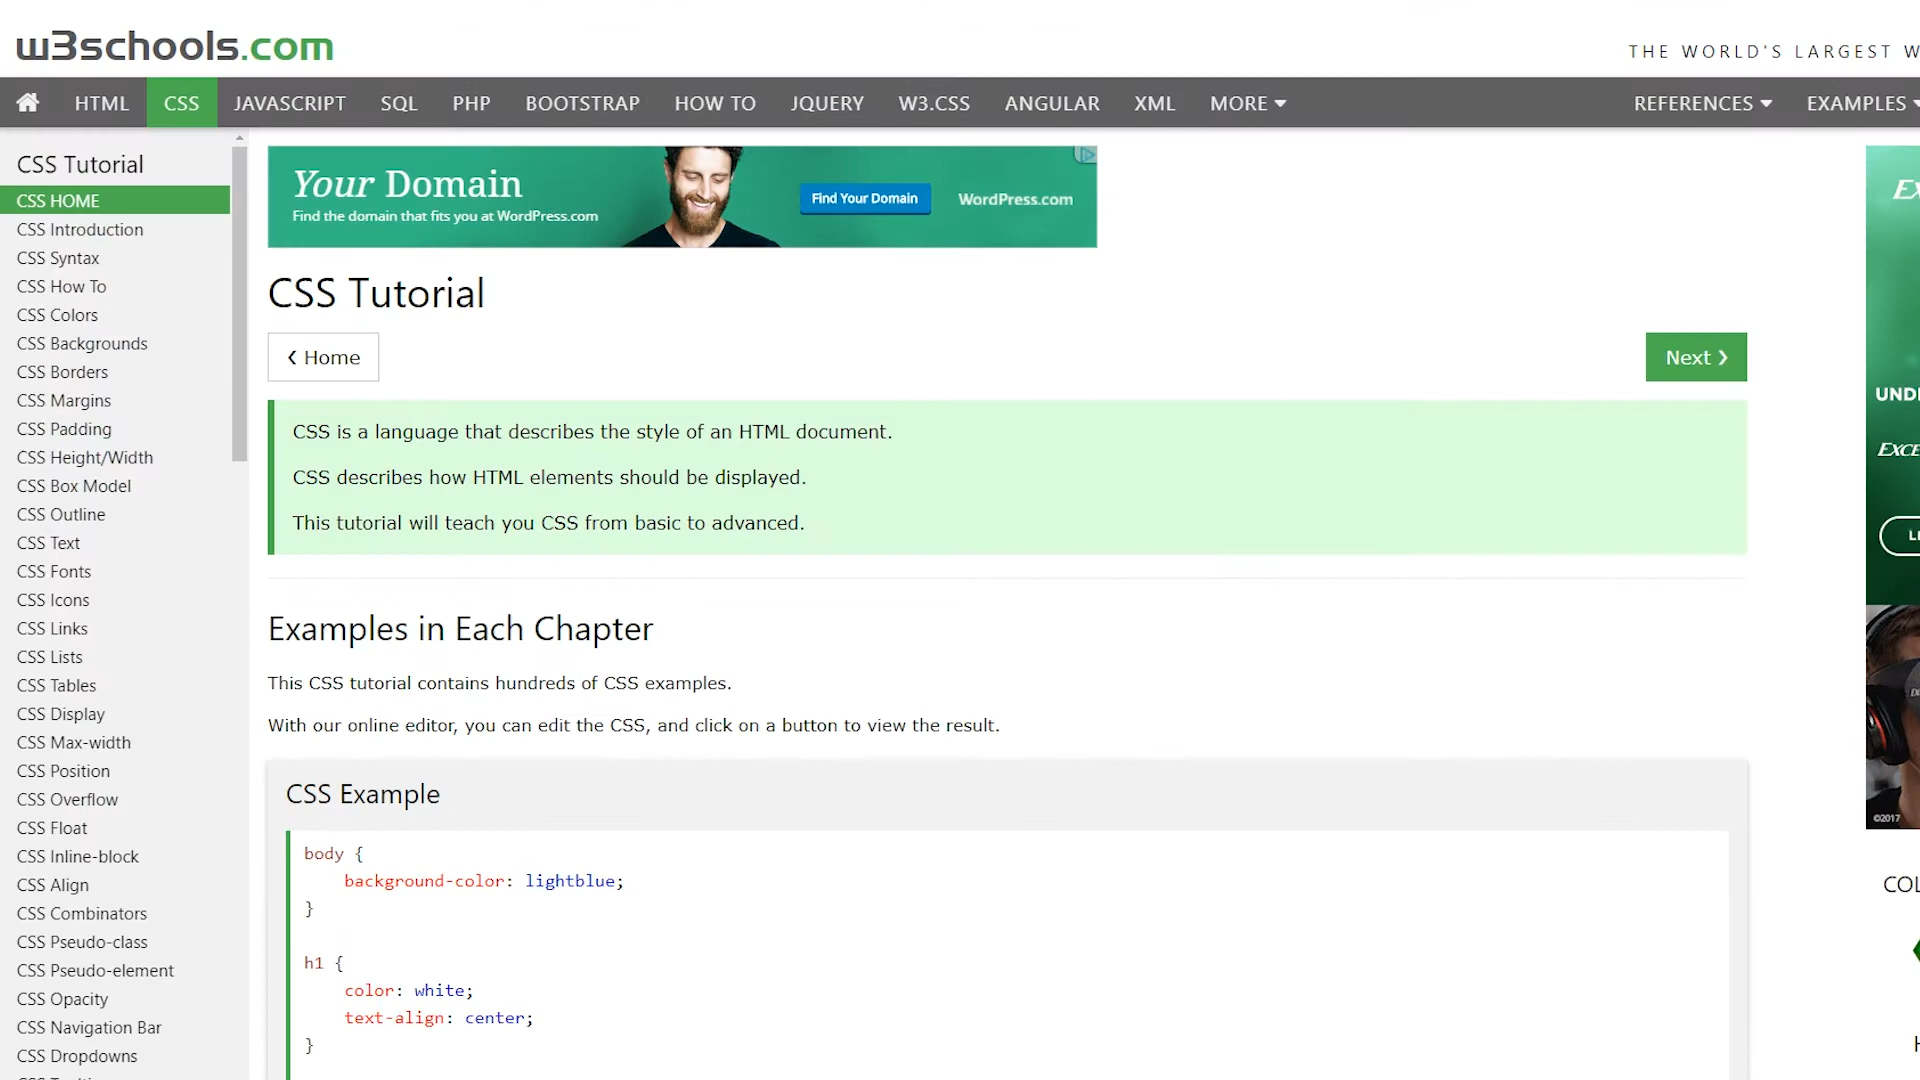 w3schools.com
THE WORLD'S LARGEST
HTML CSS JAVASCRIPT SQL PHP BOOTSTRAP HOW TO JQUERY W3.CSS ANGULAR XML MORE REFERENCES EXAMPLES
CSS Tutorial
CSS HOME
CSS Introduction
CSS Syntax
CSS How To
CSS Colors
CSS Backgrounds
CSS Borders
CSS Margins
CSS Padding
CSS Height/Width
CSS Box Model
CSS Outline
CSS Text
CSS Fonts
CSS Icons
CSS Links
CSS Lists
CSS Tables
CSS Display
CSS Max-width
CSS Position
CSS Overflow
CSS Float
CSS Inline-block
CSS Align
CSS Combinators
CSS Pseudo-class
CSS Pseudo-element
CSS Opacity
CSS Navigation Bar
CSS Dropdowns
Your Domain
Find the domain that fits you at WordPress.com
Find Your Domain
WordPress.com
CSS Tutorial
❮ Home
Next ❯
CSS is a language that describes the style of an HTML document.
CSS describes how HTML elements should be displayed.
This tutorial will teach you CSS from basic to advanced.
Examples in Each Chapter
This CSS tutorial contains hundreds of CSS examples.
With our online editor, you can edit the CSS, and click on a button to view the result.
CSS Example
body {
    background-color: lightblue;
}
h1 {
    color: white;
    text-align: center;
}
©2017